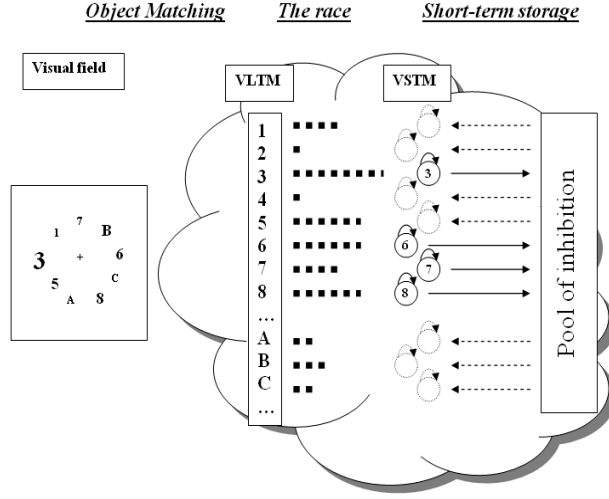 Object Matching The race Short-term storage
Visual field
VLTM VSTM
1
2
3 3
4
5
6 6
7 7
8 8
...
A
B
C
...
7
1 B
3 + 6
5 C
A 8
Pool of inhibition